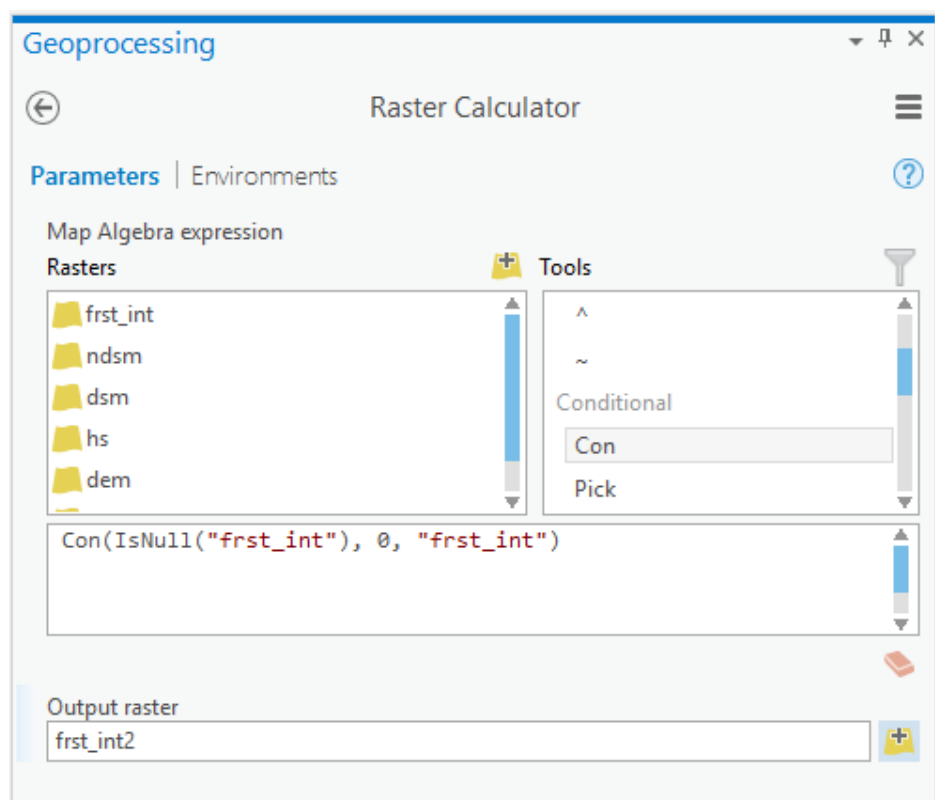 Geoprocessing
Raster Calculator
Parameters | Environments
Map Algebra expression
Rasters
Tools
frst_int
ndsm
dsm
hs
dem
^
~
Conditional
Con
Pick
Con(IsNull("frst_int"), 0, "frst_int")
Output raster
frst_int2